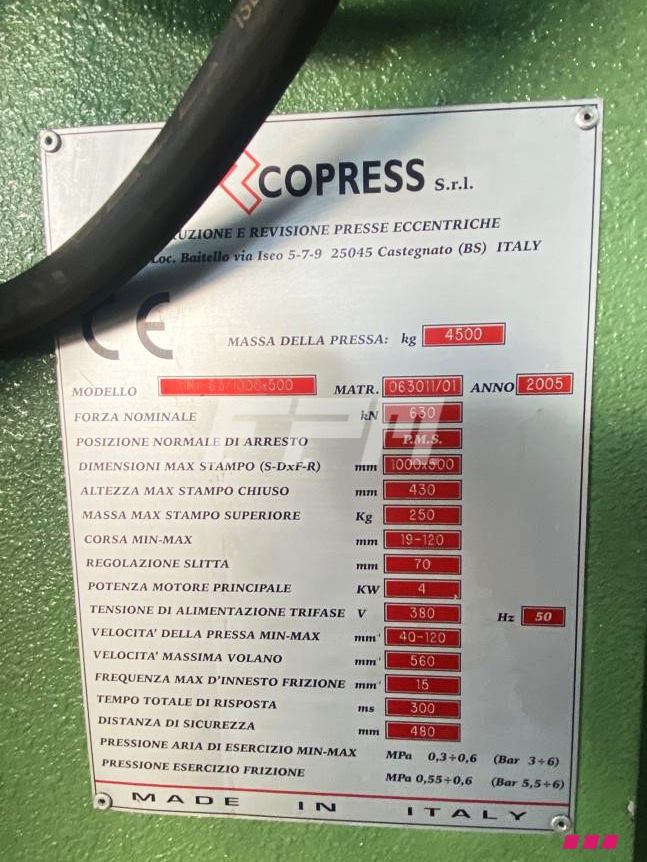 COPRESS S.r.l.
E REVISIONE PRESSE ECCENTRICHE
Loc. Baitello via Iseo 5-7-9 25045 Castegnato (BS) ITALY
CE
MASSA DELLA PRESSA: kg 4500
MODELLO MATR. 063011/01 ANNO 2005
FORZA NOMINALE kN 630
POSIZIONE NORMALE DI ARRESTO P.M.S.
DIMENSIONI MAX STAMPO (S-DxF-R) mm 1000x500
ALTEZZA MAX STAMPO CHIUSO mm 430
MASSA MAX STAMPO SUPERIORE Kg 250
CORSA MIN-MAX mm 19-120
REGOLAZIONE SLITTA mm 70
POTENZA MOTORE PRINCIPALE KW 4
TENSIONE DI ALIMENTAZIONE TRIFASE V 380 Hz 50
VELOCITA' DELLA PRESSA MIN-MAX mm¹ 40-120
VELOCITA' MASSIMA VOLANO mm¹ 560
FREQUENZA MAX D'INNESTO FRIZIONE mm¹ 15
TEMPO TOTALE DI RISPOSTA ms 300
DISTANZA DI SICUREZZA mm 480
PRESSIONE ARIA DI ESERCIZIO MIN-MAX MPa 0,3÷0,6 (Bar 3÷6)
PRESSIONE ESERCIZIO FRIZIONE MPa 0,55÷0,6 (Bar 5,5÷6)
MADE IN ITALY